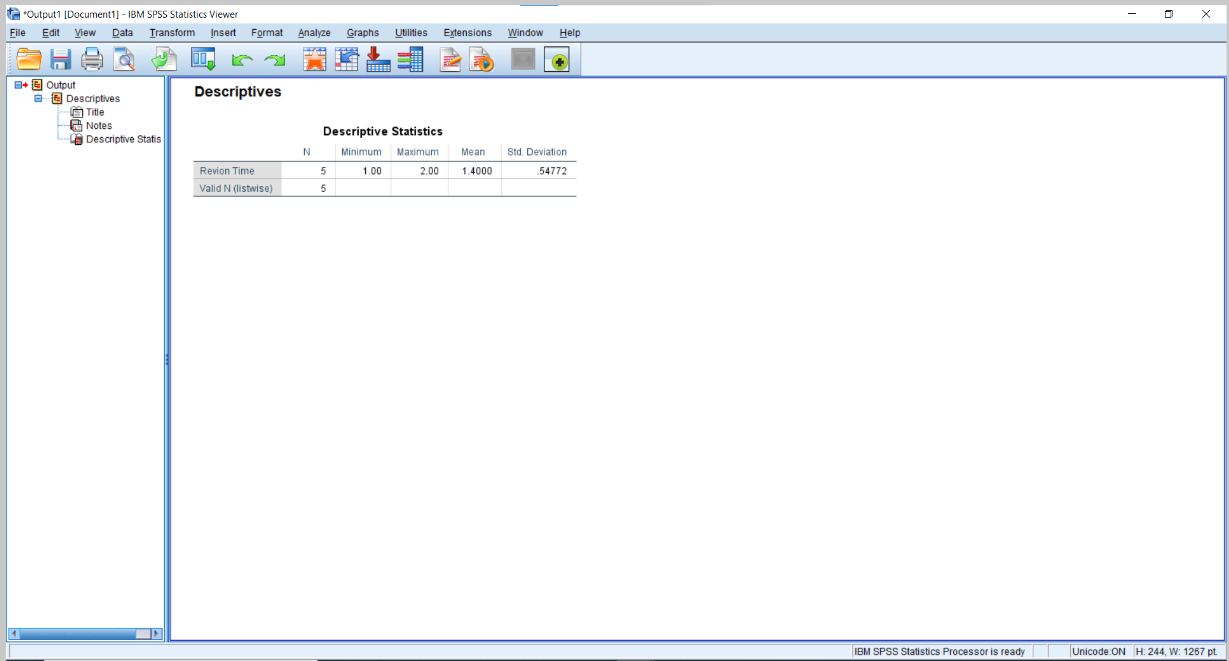 *Output1 [Document1] - IBM SPSS Statistics Viewer
File Edit View Data Transform Insert Format Analyze Graphs Utilities Extensions Window Help
Output
Descriptives
Title
Notes
Descriptive Statis
Descriptives
Descriptive Statistics
N Minimum Maximum Mean Std. Deviation
Revion Time 5 1.00 2.00 1.4000 .54772
Valid N (listwise) 5
IBM SPSS Statistics Processor is ready Unicode:ON H: 244, W: 1267 pt.